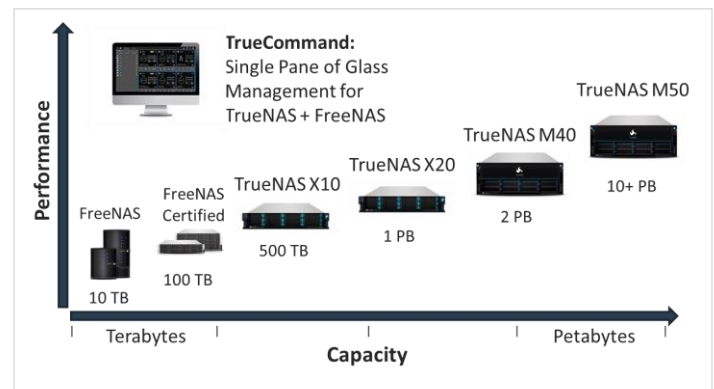 TrueCommand:
Single Pane of Glass
Management for
TrueNAS + FreeNAS
Performance
FreeNAS
10 TB
FreeNAS
Certified
100 TB
TrueNAS X10
500 TB
TrueNAS X20
1 PB
TrueNAS M40
2 PB
TrueNAS M50
10+ PB
Terabytes
Petabytes
Capacity